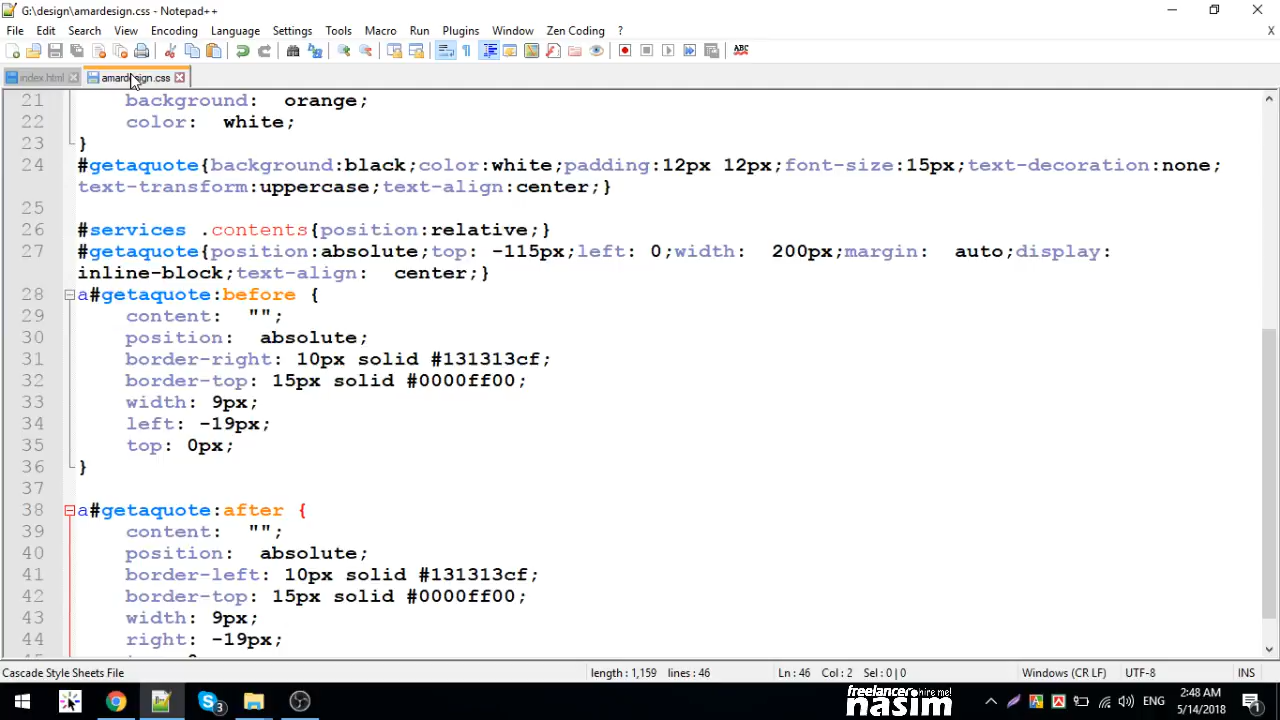 G:\design\amardesign.css - Notepad++
File Edit Search View Encoding Language Settings Tools Macro Run Plugins Window Zen Coding ? X
index.html amardesign.css
21 background: orange;
22 color: white;
23 }
24 #getaquote{background:black;color:white;padding:12px 12px;font-size:15px;text-decoration:none;
text-transform:uppercase;text-align:center;}
25
26 #services .contents{position:relative;}
27 #getaquote{position:absolute;top: -115px;left: 0;width: 200px;margin: auto;display:
inline-block;text-align: center;}
28 a#getaquote:before {
29 content: "";
30 position: absolute;
31 border-right: 10px solid #131313cf;
32 border-top: 15px solid #0000ff00;
33 width: 9px;
34 left: -19px;
35 top: 0px;
36 }
37
38 a#getaquote:after {
39 content: "";
40 position: absolute;
41 border-left: 10px solid #131313cf;
42 border-top: 15px solid #0000ff00;
43 width: 9px;
44 right: -19px;
Cascade Style Sheets File length : 1,159 lines : 46 Ln : 46 Col : 2 Sel : 0 | 0 Windows (CR LF) UTF-8 INS
freelancer nasim
hire me!
3
ENG
2:48 AM
5/14/2018
1